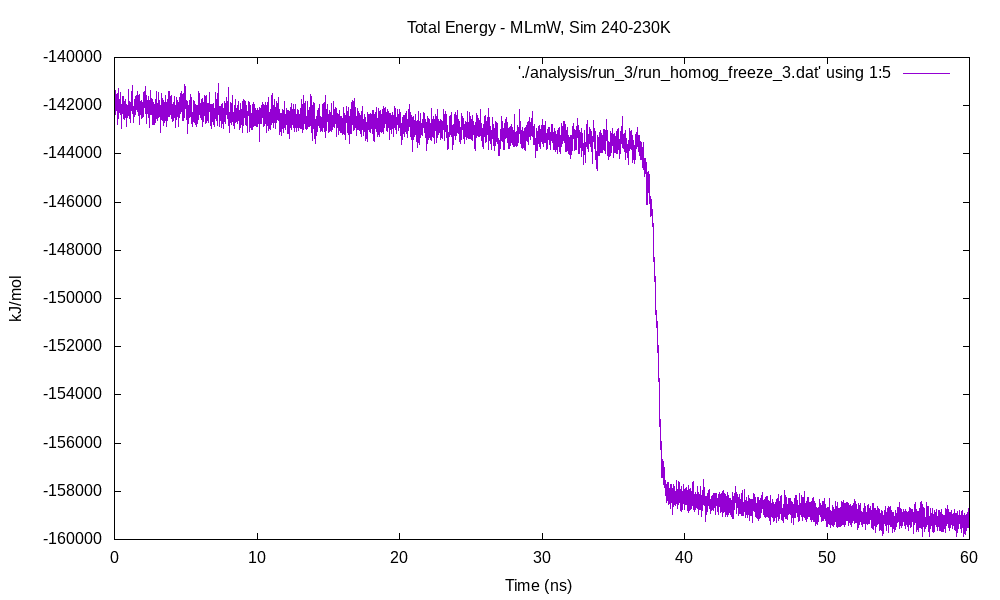 Total Energy - MLmW, Sim 240-230K
'./analysis/run_3/run_homog_freeze_3.dat' using 1:5
-140000
-142000
-144000
-146000
-148000
-150000
-152000
-154000
-156000
-158000
-160000
kJ/mol
0 10 20 30 40 50 60
Time (ns)